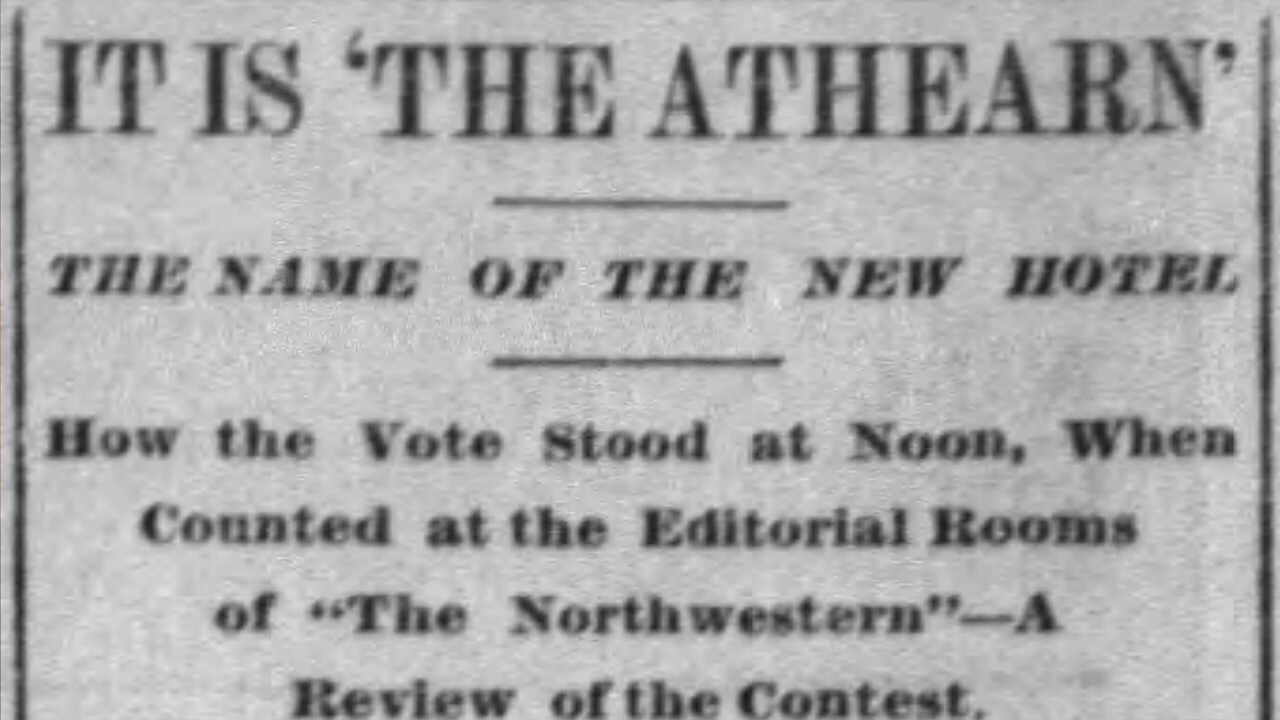 IT IS 'THE ATHEARN'
THE NAME OF THE NEW HOTEL
How the Vote Stood at Noon, When
Counted at the Editorial Rooms
of “The Northwestern”—A
Review of the Contest.